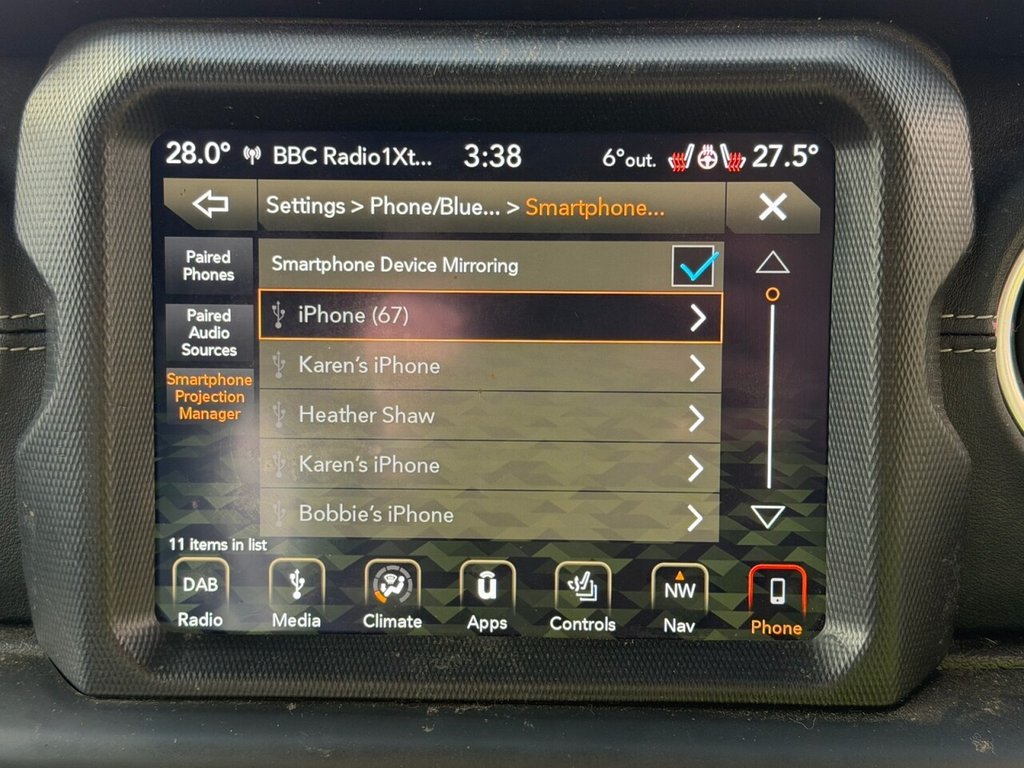 28.0° BBC Radio1Xt... 3:38 6°out. 27.5°
Settings > Phone/Blue... > Smartphone...
Paired
Phones
Smartphone Device Mirroring
iPhone (67)
Paired
Audio
Sources
Karen's iPhone
Smartphone
Projection
Manager
Heather Shaw
Karen's iPhone
Bobbie's iPhone
11 items in list
DAB
NW
Radio Media Climate Apps Controls Nav Phone